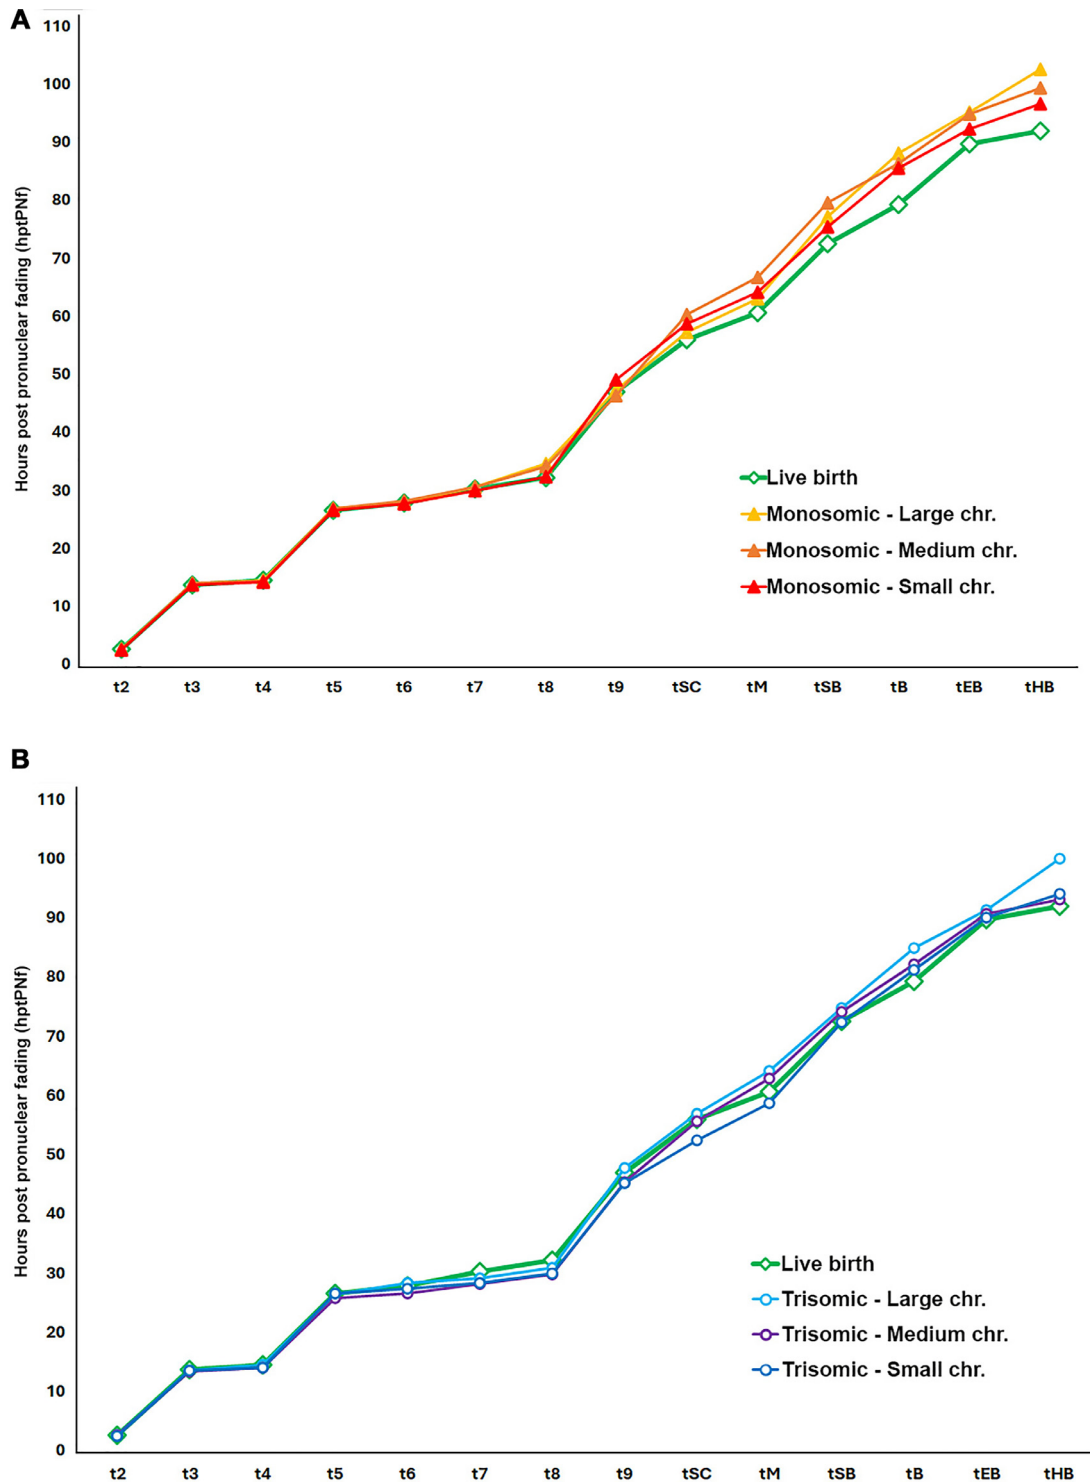 A
110
100
90
80
70
60
50
40
30
20
10
0
Hours post pronuclear fading (hptPNf)
Live birth
Monosomic - Large chr.
Monosomic - Medium chr.
Monosomic - Small chr.
t2 t3 t4 t5 t6 t7 t8 t9 tSC tM tSB tB tEB tHB
B
110
100
90
80
70
60
50
40
30
20
10
0
Hours post pronuclear fading (hptPNf)
Live birth
Trisomic - Large chr.
Trisomic - Medium chr.
Trisomic - Small chr.
t2 t3 t4 t5 t6 t7 t8 t9 tSC tM tSB tB tEB tHB